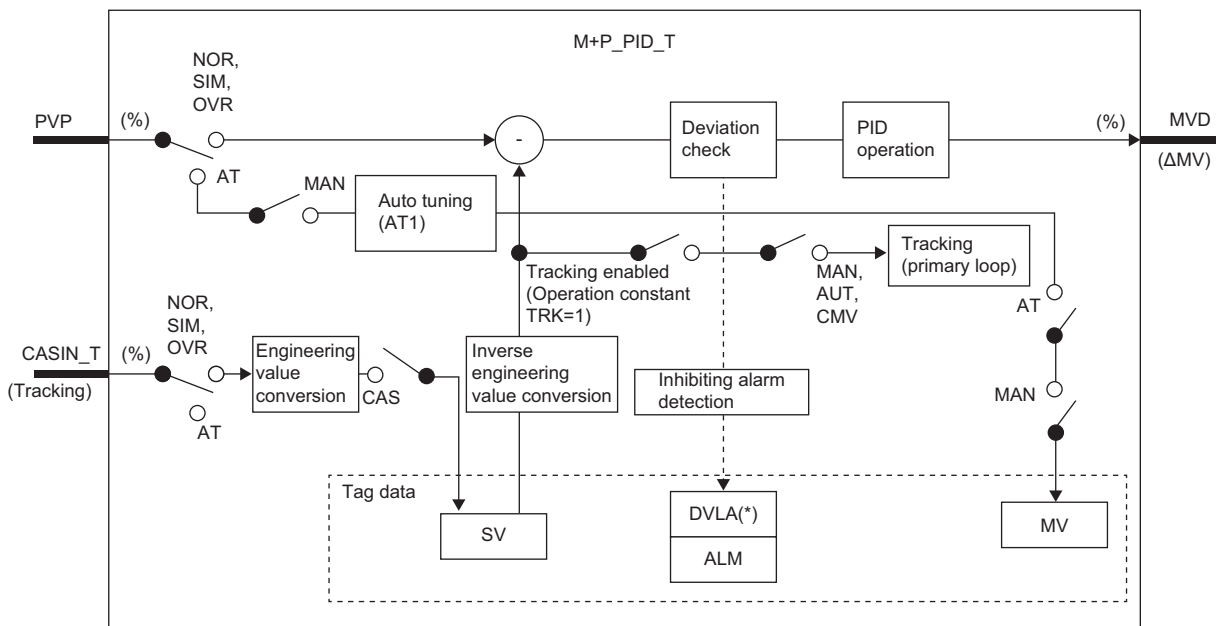 M+P_PID_T
NOR,
SIM,
OVR
PVP
(%)
AT
MAN
Auto tuning
(AT1)
-
Deviation
check
PID
operation
(%)
MVD
(ΔMV)
Tracking enabled
(Operation constant
TRK=1)
MAN,
AUT,
CMV
Tracking
(primary loop)
AT
NOR,
SIM,
OVR
CASIN_T
(Tracking)
(%)
AT
Engineering
value
conversion
CAS
Inverse
engineering
value conversion
Inhibiting alarm
detection
MAN
Tag data
SV
DVLA(*)
ALM
MV